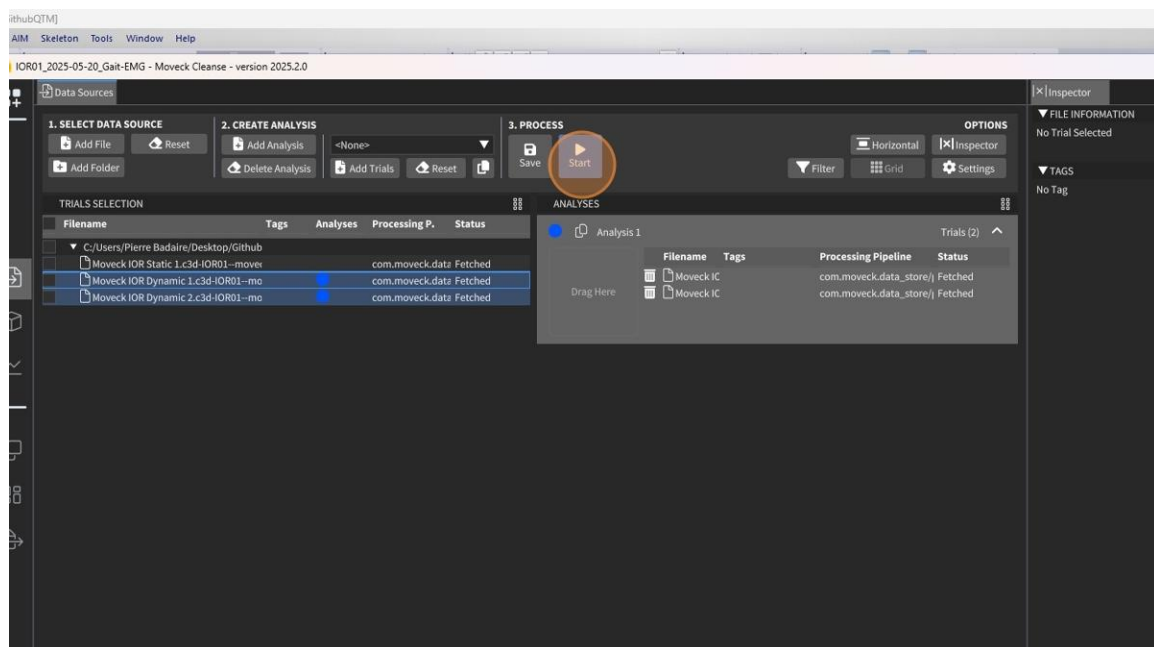 ithubQTM]
AIM Skeleton Tools Window Help
IOR01_2025-05-20_Gait-EMG - Moveck Cleanse - version 2025.2.0
Data Sources
Inspector
1. SELECT DATA SOURCE
Add File Reset
Add Folder
2. CREATE ANALYSIS
Add Analysis <None>
Delete Analysis Add Trials Reset
3. PROCESS
Save Start
OPTIONS
Horizontal Inspector
Filter Grid Settings
FILE INFORMATION
No Trial Selected
TAGS
No Tag
TRIALS SELECTION
Filename Tags Analyses Processing P. Status
C:/Users/Pierre Badaire/Desktop/Github
Moveck IOR Static 1.c3d-IOR01--movec com.moveck.data Fetched
Moveck IOR Dynamic 1.c3d-IOR01--mo com.moveck.data Fetched
Moveck IOR Dynamic 2.c3d-IOR01--mo com.moveck.data Fetched
ANALYSES
Analysis 1 Trials (2)
Filename Tags Processing Pipeline Status
Drag Here
Moveck IC com.moveck.data_store/ Fetched
Moveck IC com.moveck.data_store/ Fetched